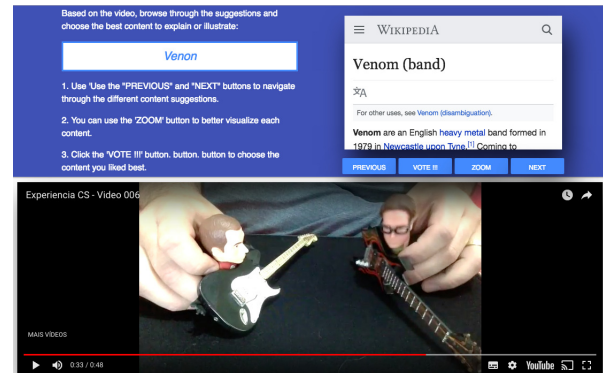 Based on the video, browse through the suggestions and
choose the best content to explain or illustrate:
Venon
1. Use 'Use the "PREVIOUS" and "NEXT" buttons to navigate
through the different content suggestions.
2. You can use the 'ZOOM' button to better visualize each
content.
3. Click the 'VOTE !!!' button. button. button to choose the
content you liked best.
WIKIPEDIA
Venom (band)
For other uses, see Venom (disambiguation).
Venom are an English heavy metal band formed in
1979 in Newcastle upon Tyne.[1] Coming to
PREVIOUS VOTE !!! ZOOM NEXT
Experiencia CS - Video 006
MAIS VÍDEOS
0:33 / 0:48
YouTube